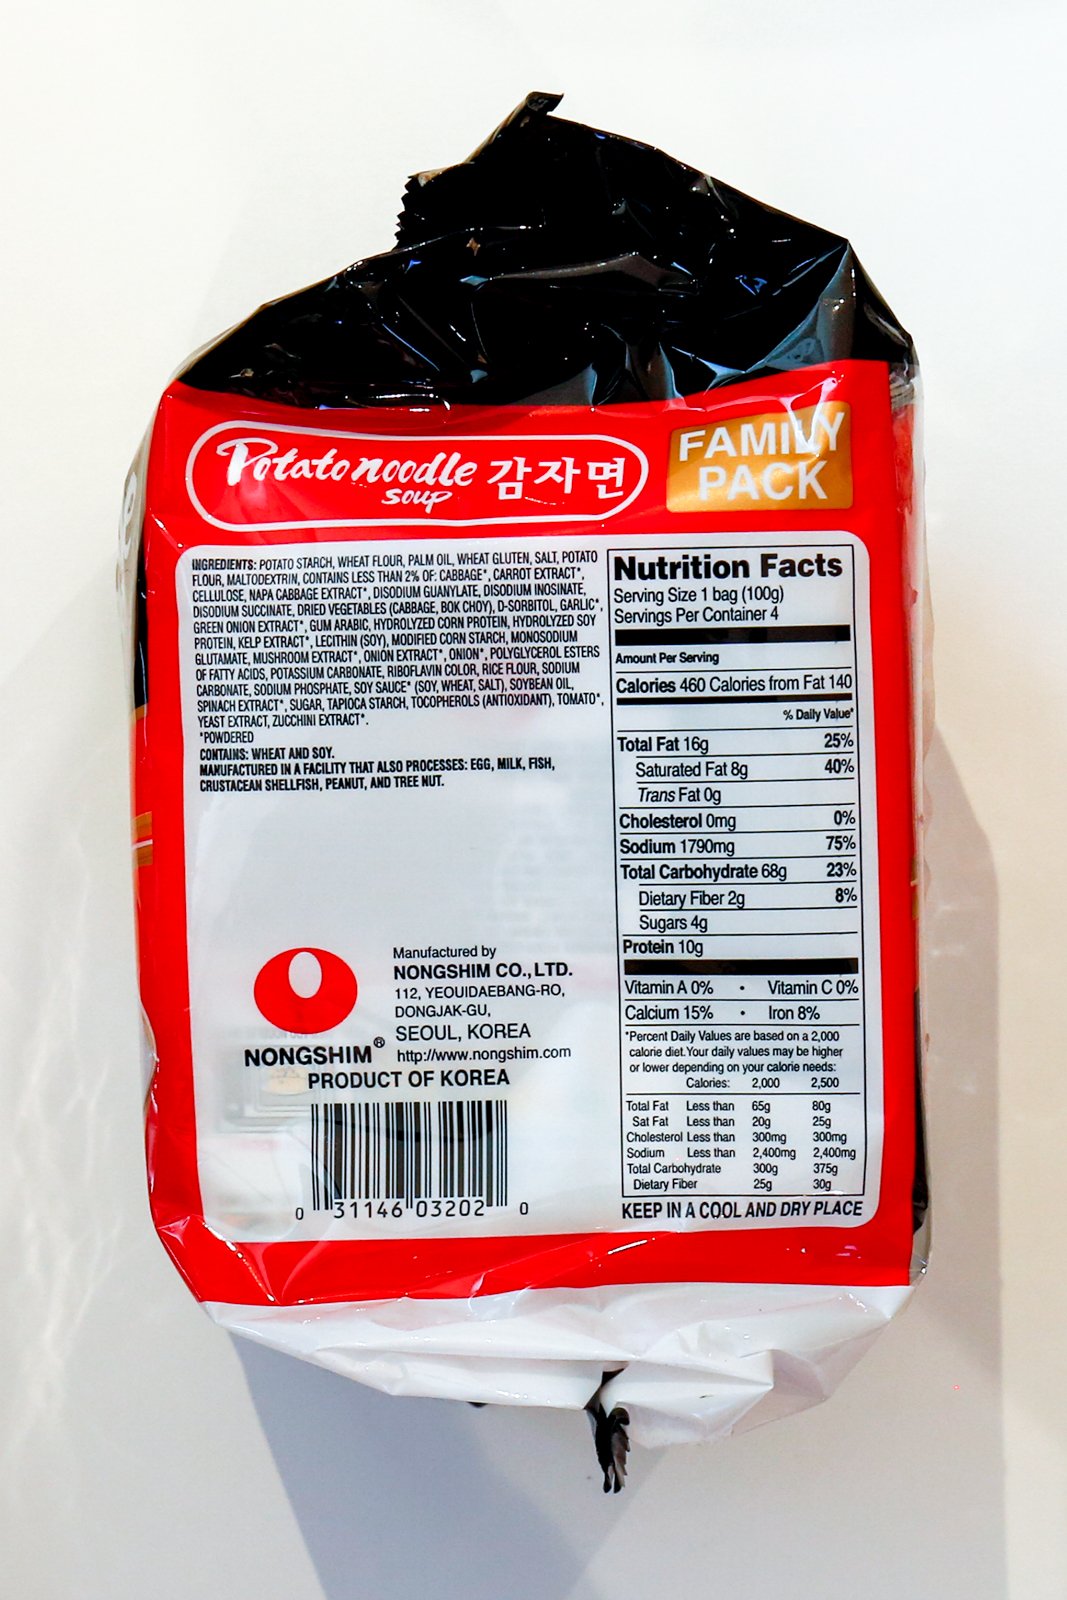 Potato noodle soup 감자면
FAMILY
PACK
INGREDIENTS: POTATO STARCH, WHEAT FLOUR, PALM OIL, WHEAT GLUTEN, SALT, POTATO
FLOUR, MALTODEXTRIN, CONTAINS LESS THAN 2% OF: CABBAGE*, CARROT EXTRACT*,
CELLULOSE, NAPA CABBAGE EXTRACT*, DISODIUM GUANYLATE, DISODIUM INOSINATE,
DISODIUM SUCCINATE, DRIED VEGETABLES (CABBAGE, BOK CHOY), D-SORBITOL, GARLIC*,
GREEN ONION EXTRACT*, GUM ARABIC, HYDROLYZED CORN PROTEIN, HYDROLYZED SOY
PROTEIN, KELP EXTRACT*, LECITHIN (SOY), MODIFIED CORN STARCH, MONOSODIUM
GLUTAMATE, MUSHROOM EXTRACT*, ONION EXTRACT*, ONION*, POLYGLYCEROL ESTERS
OF FATTY ACIDS, POTASSIUM CARBONATE, RIBOFLAVIN COLOR, RICE FLOUR, SODIUM
CARBONATE, SODIUM PHOSPHATE, SOY SAUCE* (SOY, WHEAT, SALT), SOYBEAN OIL,
SPINACH EXTRACT*, SUGAR, TAPIOCA STARCH, TOCOPHEROLS (ANTIOXIDANT), TOMATO*,
YEAST EXTRACT, ZUCCHINI EXTRACT*.
*POWDERED
CONTAINS: WHEAT AND SOY.
MANUFACTURED IN A FACILITY THAT ALSO PROCESSES: EGG, MILK, FISH,
CRUSTACEAN SHELLFISH, PEANUT, AND TREE NUT.
Manufactured by
NONGSHIM CO., LTD.
112, YEOUIDAEBANG-RO,
DONGJAK-GU,
SEOUL, KOREA
http://www.nongshim.com
NONGSHIM®
PRODUCT OF KOREA
0 31146 03202 0
Nutrition Facts
Serving Size 1 bag (100g)
Servings Per Container 4
Amount Per Serving
Calories 460 Calories from Fat 140
% Daily Value*
Total Fat 16g 25%
Saturated Fat 8g 40%
Trans Fat 0g
Cholesterol 0mg 0%
Sodium 1790mg 75%
Total Carbohydrate 68g 23%
Dietary Fiber 2g 8%
Sugars 4g
Protein 10g
Vitamin A 0% • Vitamin C 0%
Calcium 15% • Iron 8%
*Percent Daily Values are based on a 2,000
calorie diet. Your daily values may be higher
or lower depending on your calorie needs:
Calories: 2,000 2,500
Total Fat Less than 65g 80g
Sat Fat Less than 20g 25g
Cholesterol Less than 300mg 300mg
Sodium Less than 2,400mg 2,400mg
Total Carbohydrate 300g 375g
Dietary Fiber 25g 30g
KEEP IN A COOL AND DRY PLACE